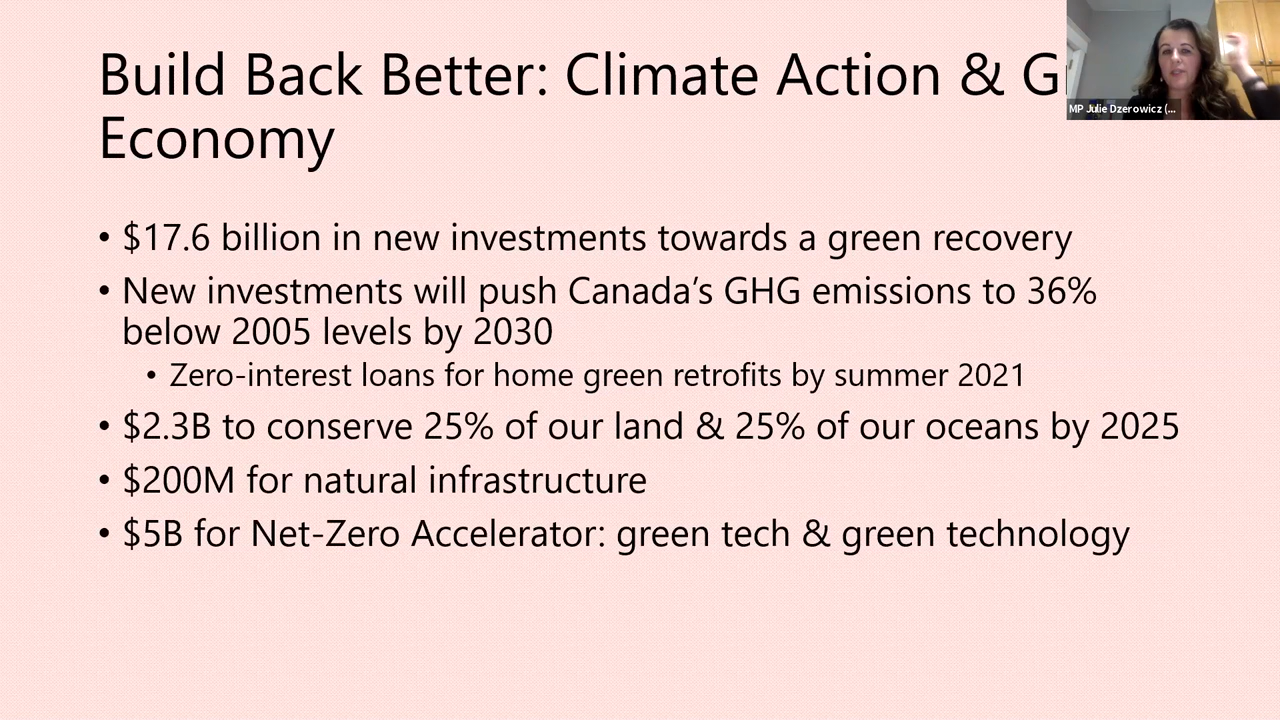 Build Back Better: Climate Action & G
Economy
MP Julie Dzerowicz (...
• $17.6 billion in new investments towards a green recovery
• New investments will push Canada’s GHG emissions to 36%
below 2005 levels by 2030
• Zero-interest loans for home green retrofits by summer 2021
• $2.3B to conserve 25% of our land & 25% of our oceans by 2025
• $200M for natural infrastructure
• $5B for Net-Zero Accelerator: green tech & green technology